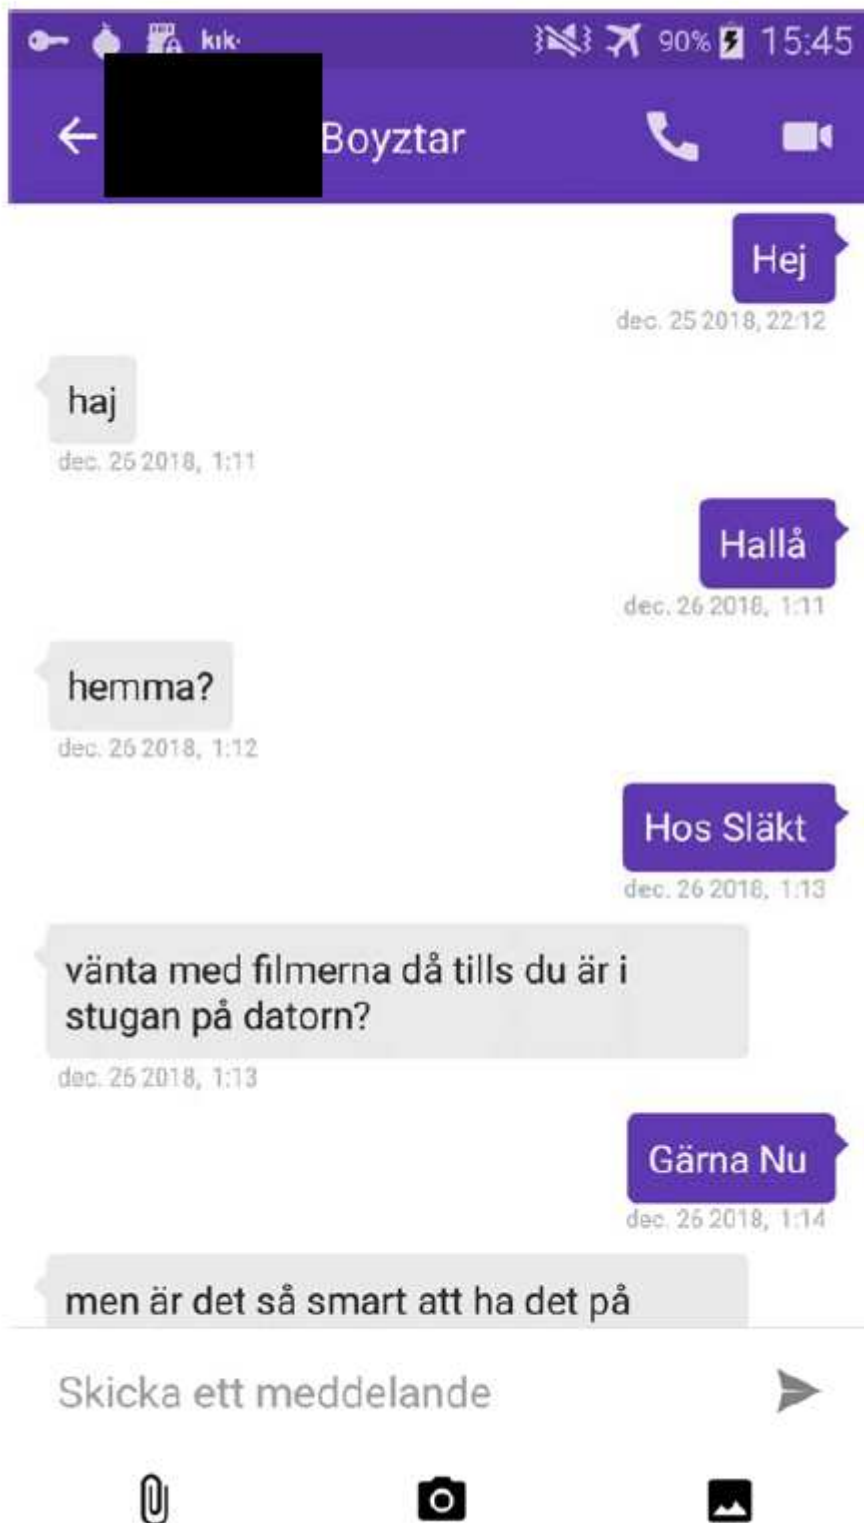 kik.
90% 15:45
Boyztar
Hej
dec. 25 2018, 22:12
haj
dec. 26 2018, 1:11
Hallå
dec. 26 2018, 1:11
hemma?
dec. 26 2018, 1:12
Hos Släkt
dec. 26 2018, 1:13
vänta med filmerna då tills du är i
stugan på datorn?
dec. 26 2018, 1:13
Gärna Nu
dec. 26 2018, 1:14
men är det så smart att ha det på
Skicka ett meddelande